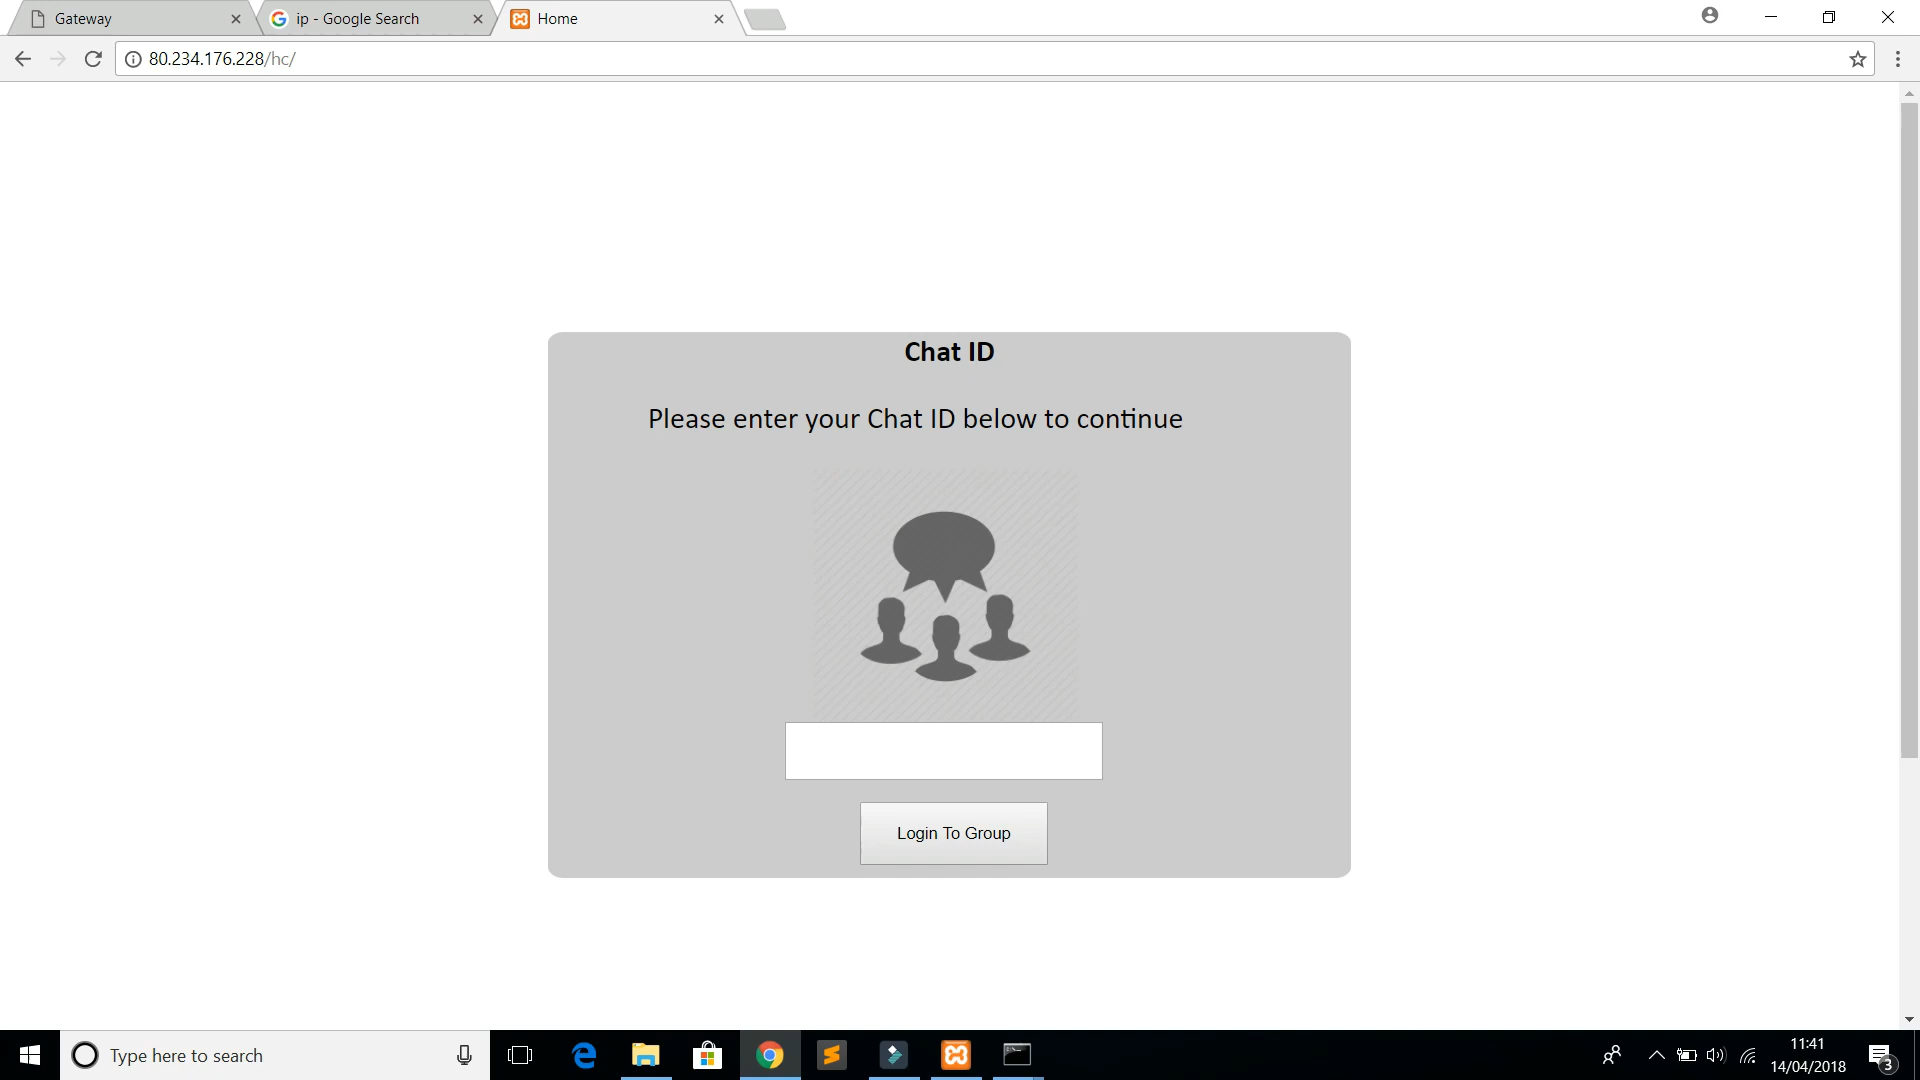 Gateway
ip - Google Search
Home
80.234.176.228/hc/
Chat ID
Please enter your Chat ID below to continue
Login To Group
Type here to search
11:41
14/04/2018
3